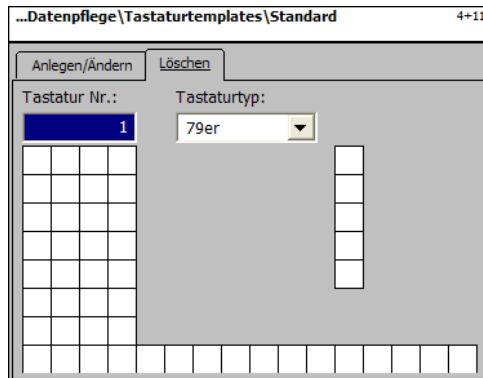 ...Datenpflege\Tastaturtemplates\Standard 4+11
Anlegen/Ändern Löschen
Tastatur Nr.: Tastaturtyp:
1 79er